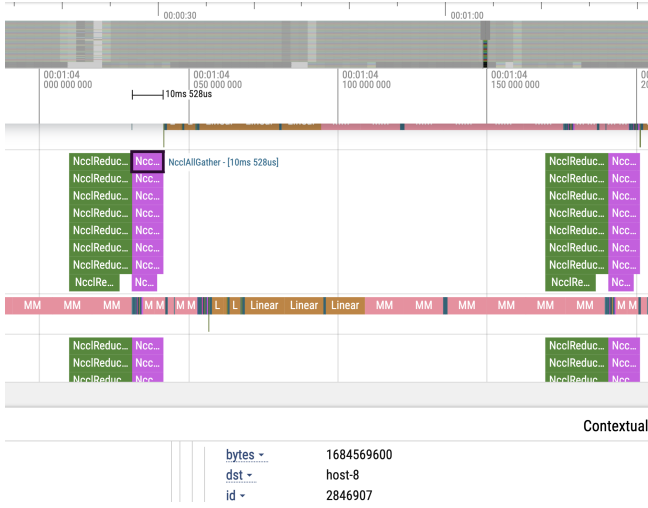 00:00:30 00:01:00
00:01:04 00:01:04 00:01:04 00:01:04
000 000 000 050 000 000 100 000 000 150 000 000 20
10ms 528us
NcclReduc... Ncc... NcclAllGather - [10ms 528us] NcclReduc... Ncc...
NcclReduc... Ncc... NcclReduc... Ncc...
NcclReduc... Ncc... NcclReduc... Ncc...
NcclReduc... Ncc... NcclReduc... Ncc...
NcclReduc... Ncc... NcclReduc... Ncc...
NcclReduc... Ncc... NcclReduc... Ncc...
NcclReduc... Ncc... NcclReduc... Ncc...
NcclRe... Nc... NcclRe... Nc...
MM MM MM M M M M L L Linear Linear Linear MM MM MM MM MM MM M M
NcclReduc... Ncc... NcclReduc... Ncc...
NcclReduc... Ncc... NcclReduc... Ncc...
NcclReduc... Ncc... NcclReduc... Ncc...
Contextual
bytes 1684569600
dst host-8
id 2846907